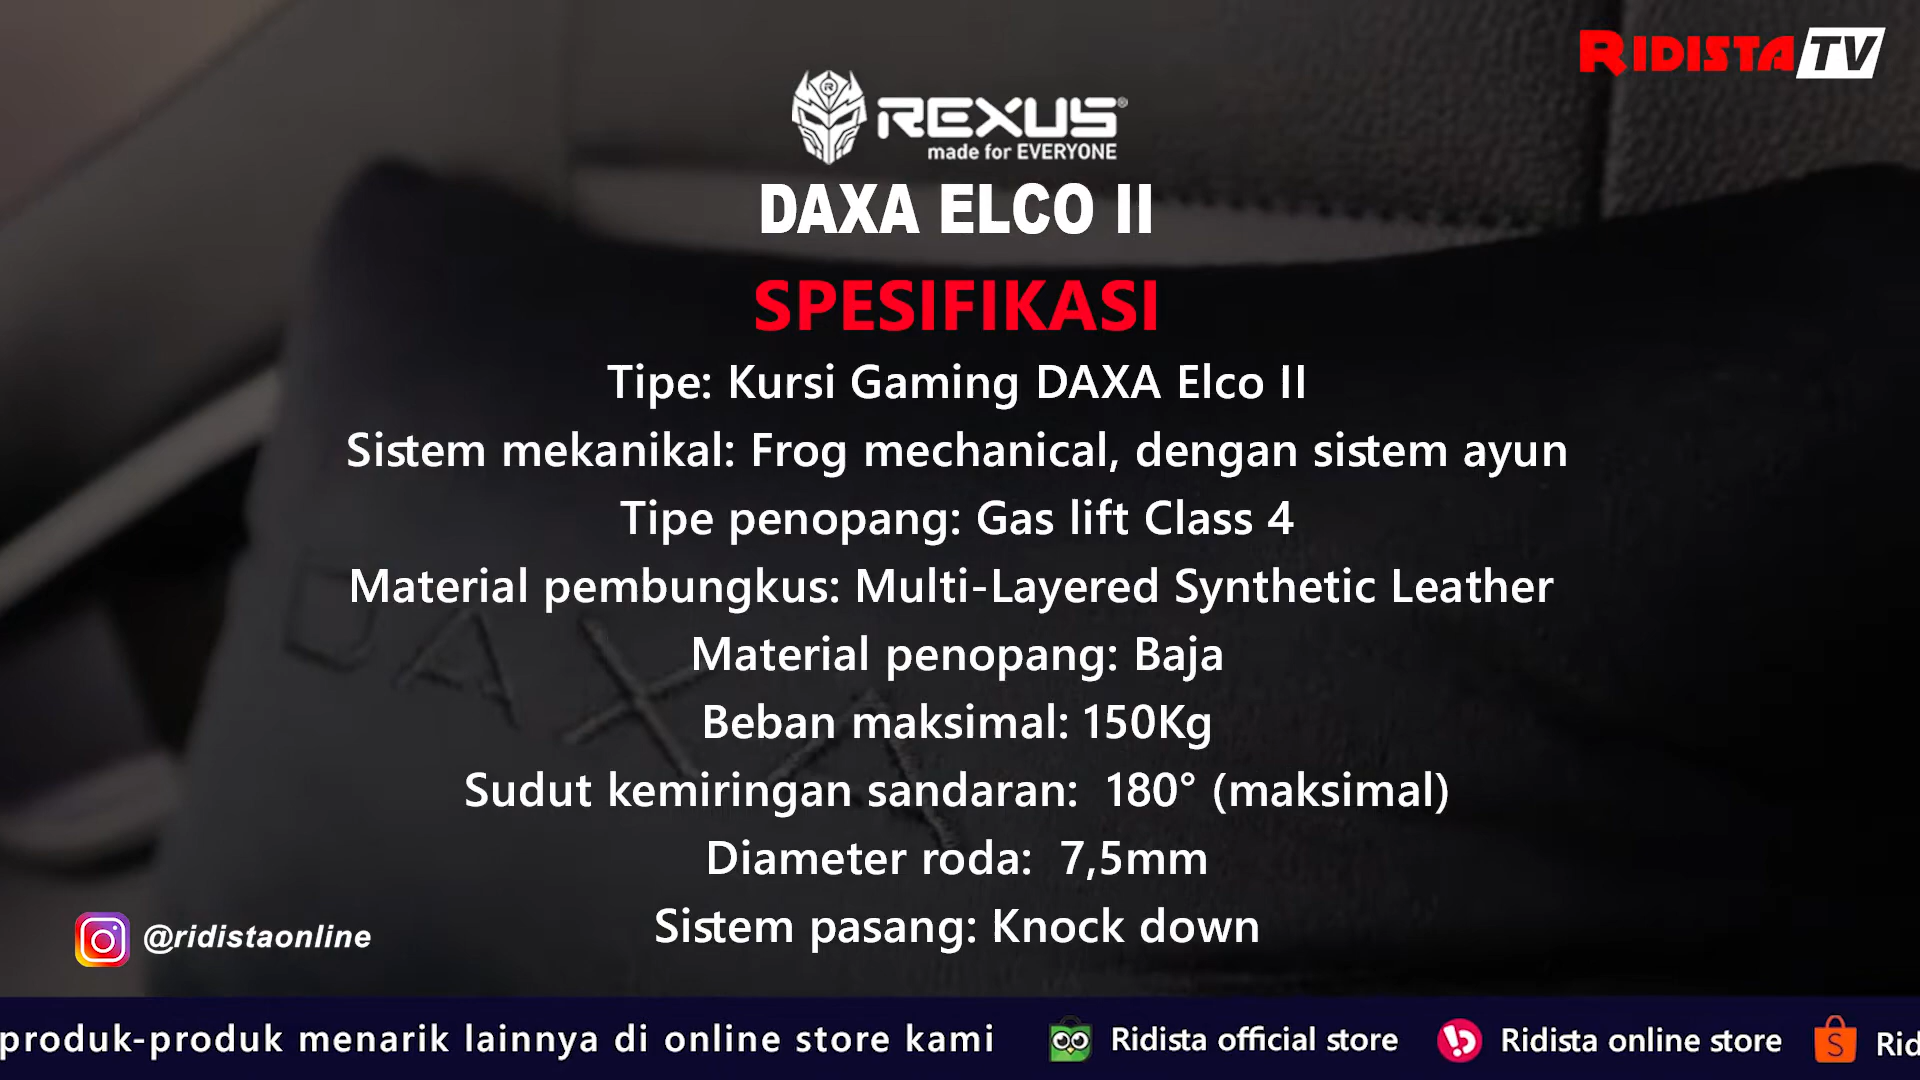 RIDISTA TV
REXUS®
made for EVERYONE
DAXA ELCO II
SPESIFIKASI
Tipe: Kursi Gaming DAXA Elco II
Sistem mekanikal: Frog mechanical, dengan sistem ayun
Tipe penopang: Gas lift Class 4
Material pembungkus: Multi-Layered Synthetic Leather
Material penopang: Baja
Beban maksimal: 150Kg
Sudut kemiringan sandaran: 180° (maksimal)
Diameter roda: 7,5mm
Sistem pasang: Knock down
DAXA
@ridistaonline
produk-produk menarik lainnya di online store kami Ridista official store Ridista online store Rid